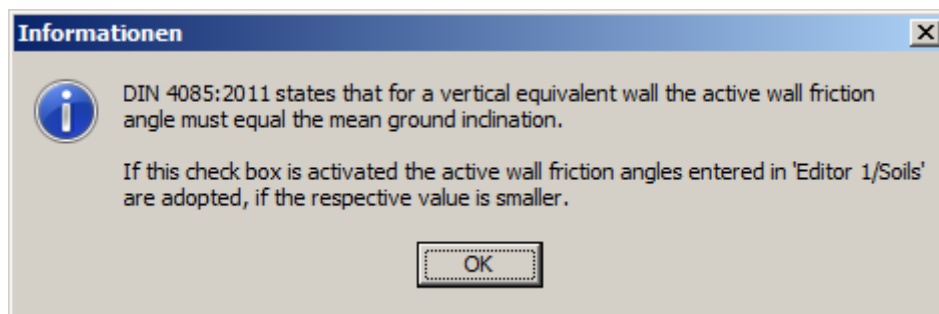 Informationen
DIN 4085:2011 states that for a vertical equivalent wall the active wall friction
angle must equal the mean ground inclination.
If this check box is activated the active wall friction angles entered in 'Editor 1/Soils'
are adopted, if the respective value is smaller.
OK